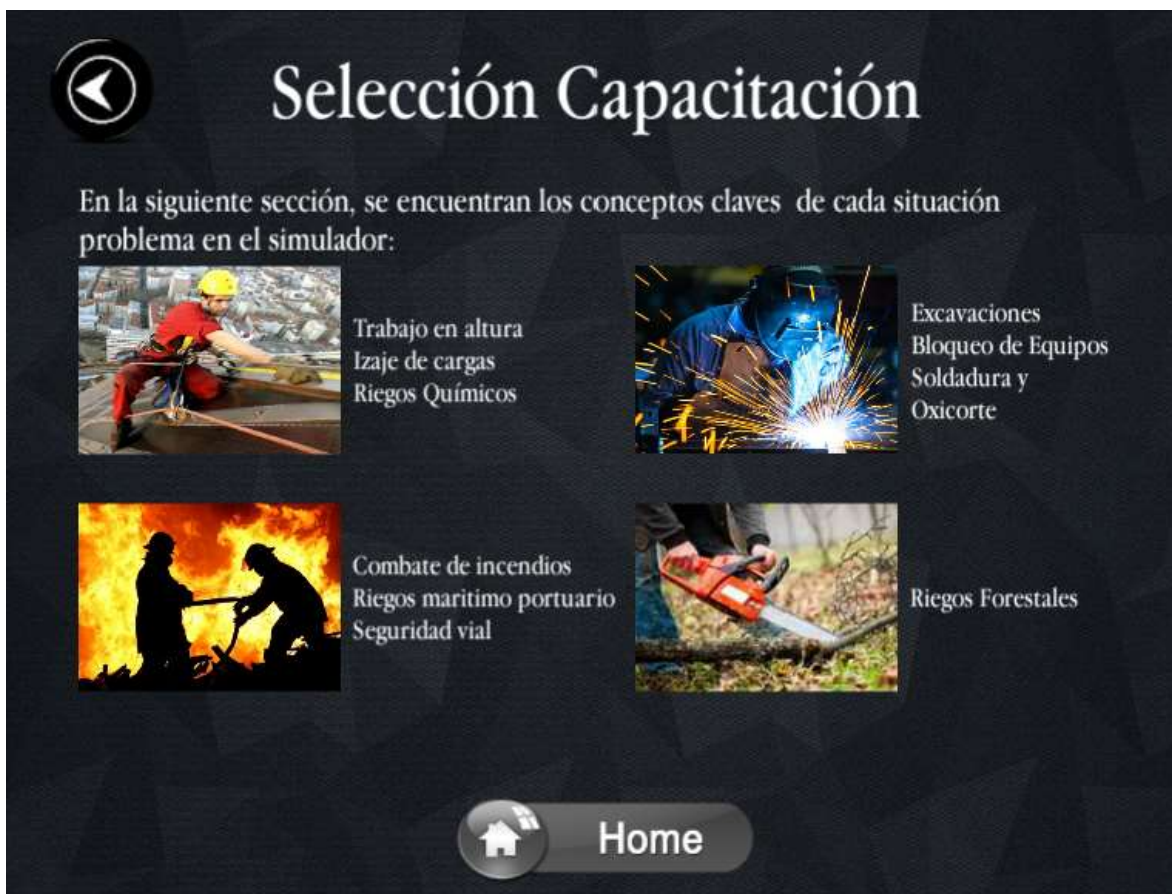 Selección Capacitación
En la siguiente sección, se encuentran los conceptos claves de cada situación
problema en el simulador:
Trabajo en altura
Izaje de cargas
Riegos Químicos
Excavaciones
Bloqueo de Equipos
Soldadura y
Oxicorte
Combate de incendios
Riegos maritimo portuario
Seguridad vial
Riegos Forestales
Home